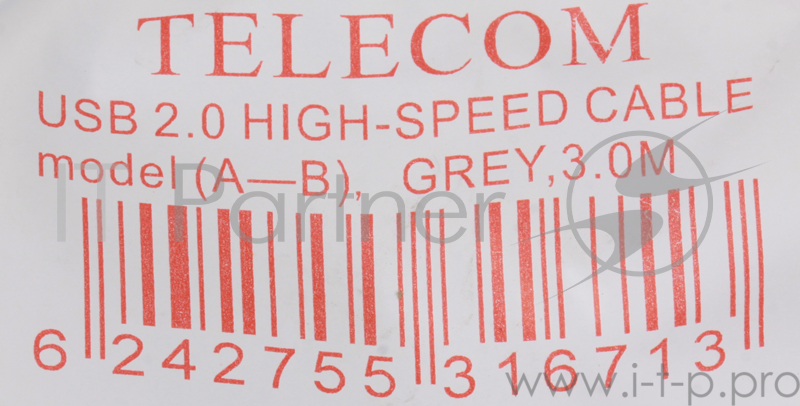 TELECOM
USB 2.0 HIGH-SPEED CABLE
model (A—B), GREY,3.0M
IT Partner
6 242755 316713
www.i-t-p.pro